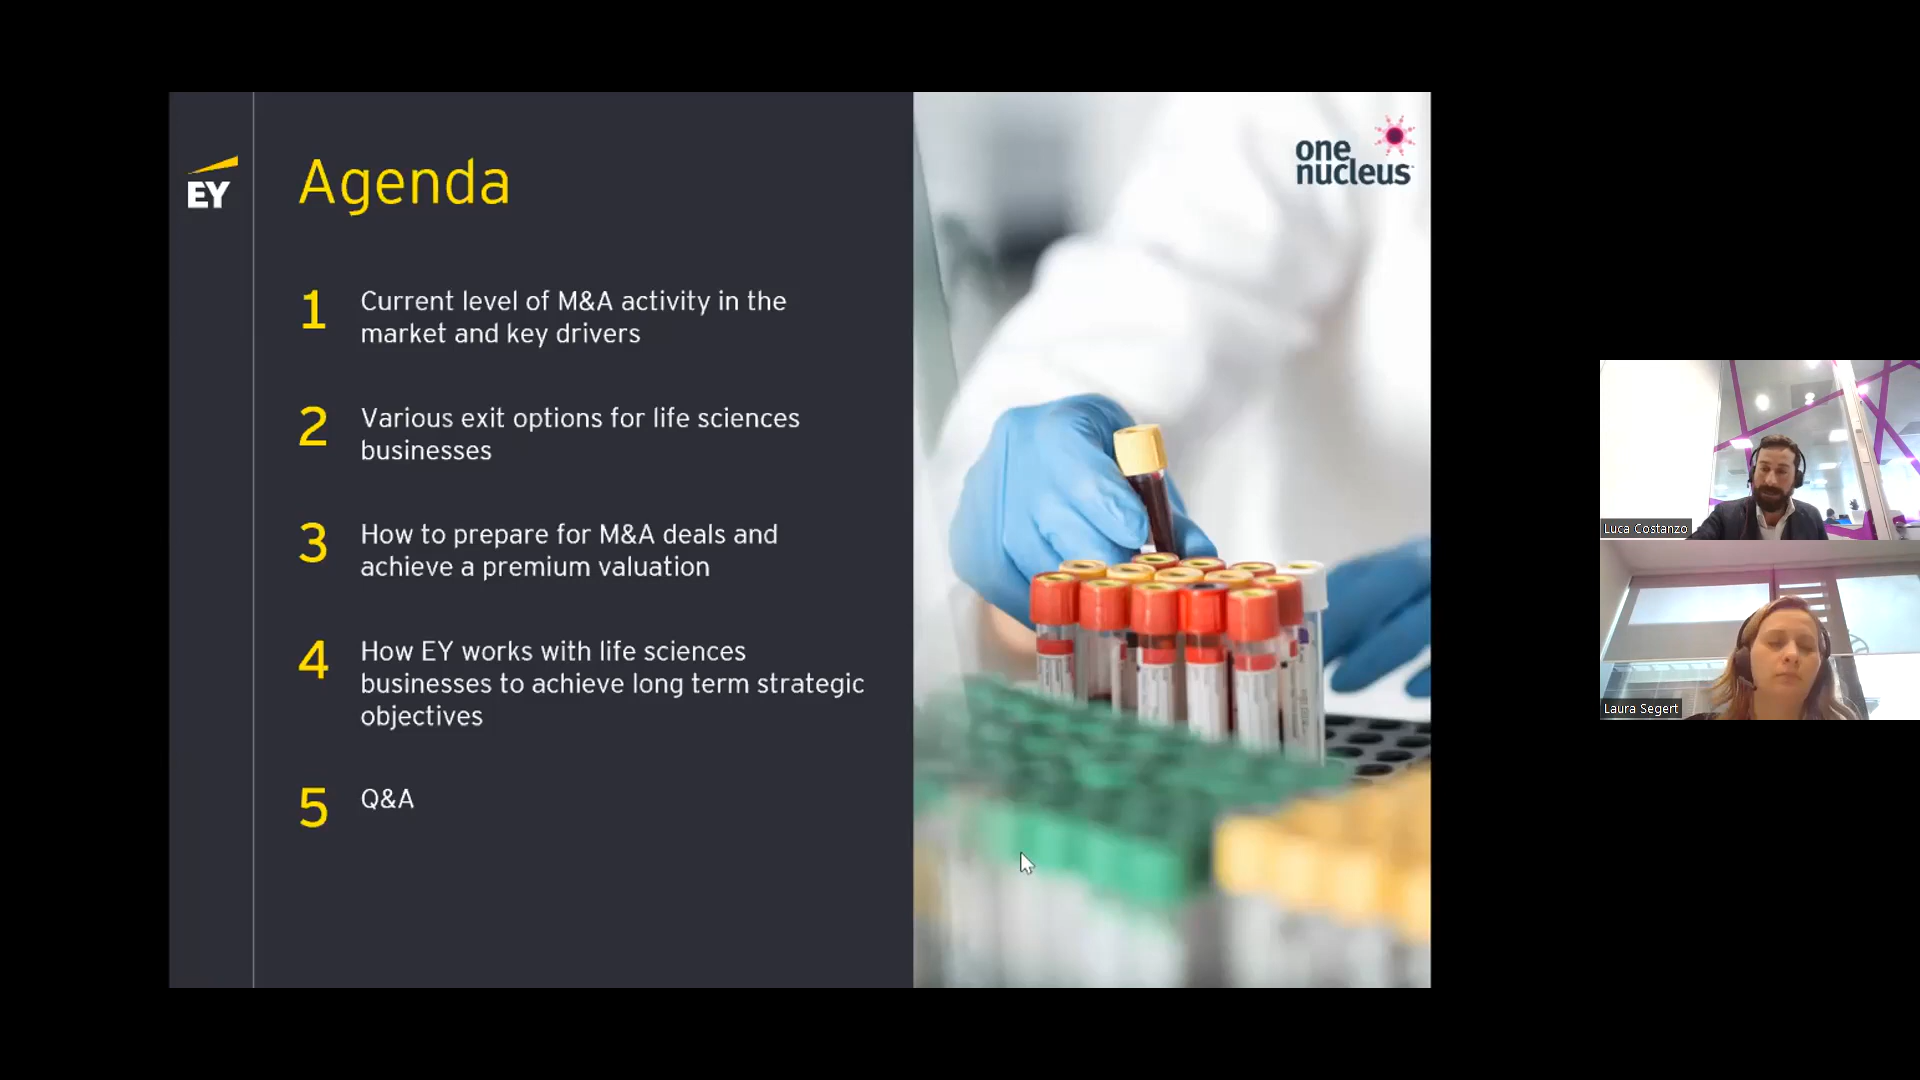 EY
Agenda
1
Current level of M&A activity in the
market and key drivers
2
Various exit options for life sciences
businesses
3
How to prepare for M&A deals and
achieve a premium valuation
4
How EY works with life sciences
businesses to achieve long term strategic
objectives
5
Q&A
one
nucleus
Luca Costanzo
Laura Segert